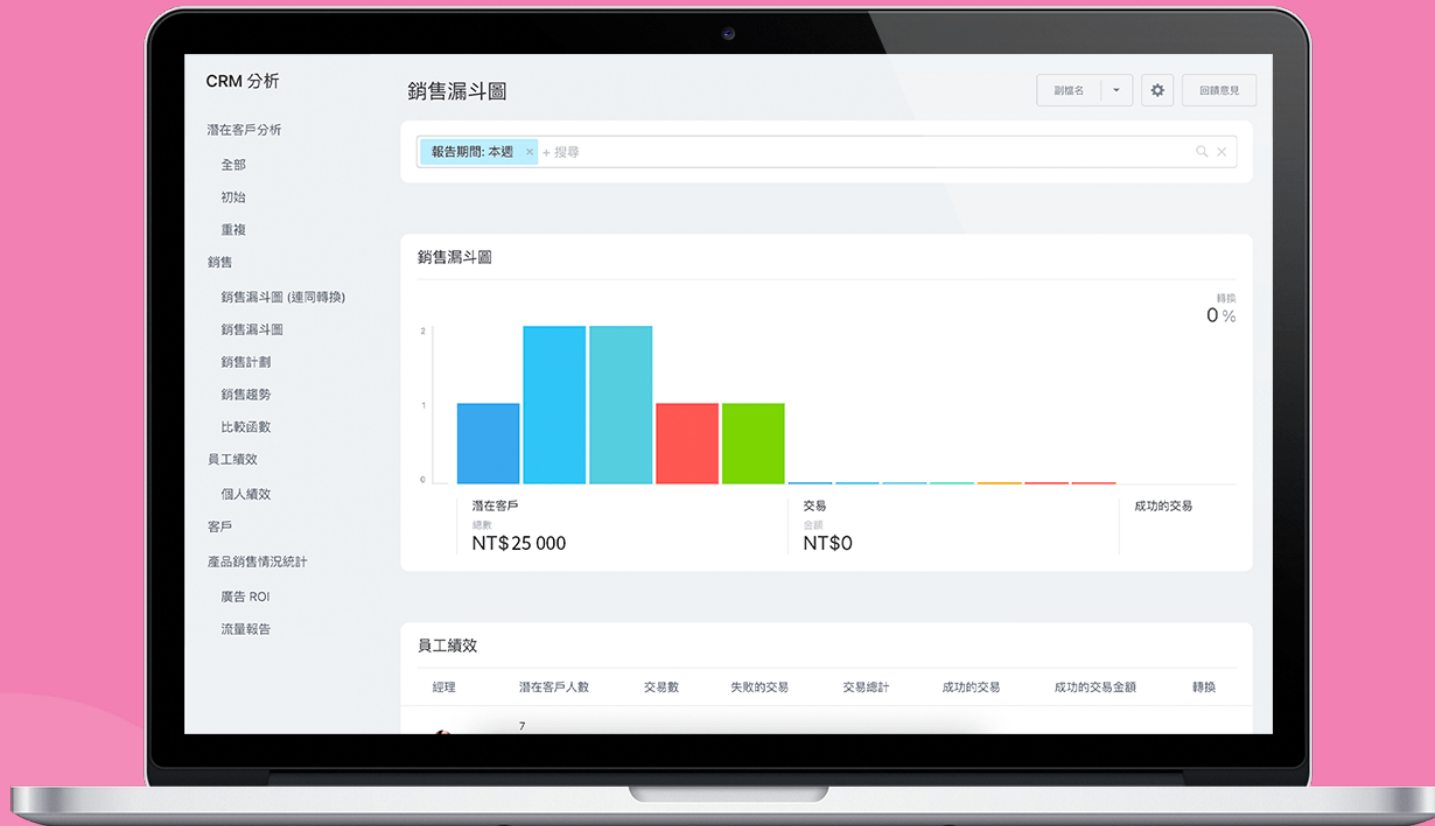 CRM 分析
潛在客戶分析
全部
初始
重複
銷售
銷售漏斗圖 (連同轉換)
銷售漏斗圖
銷售計劃
銷售趨勢
比較函數
員工績效
個人績效
客戶
產品銷售情況統計
廣告 ROI
流量報告
銷售漏斗圖
副檔名
回饋意見
報告期間: 本週 × + 搜尋
銷售漏斗圖
轉換
0 %
2
1
0
潛在客戶
總數
NT$25 000
交易
金額
NT$0
成功的交易
員工績效
經理 潛在客戶人數 交易數 失敗的交易 交易總計 成功的交易 成功的交易金額 轉換
7